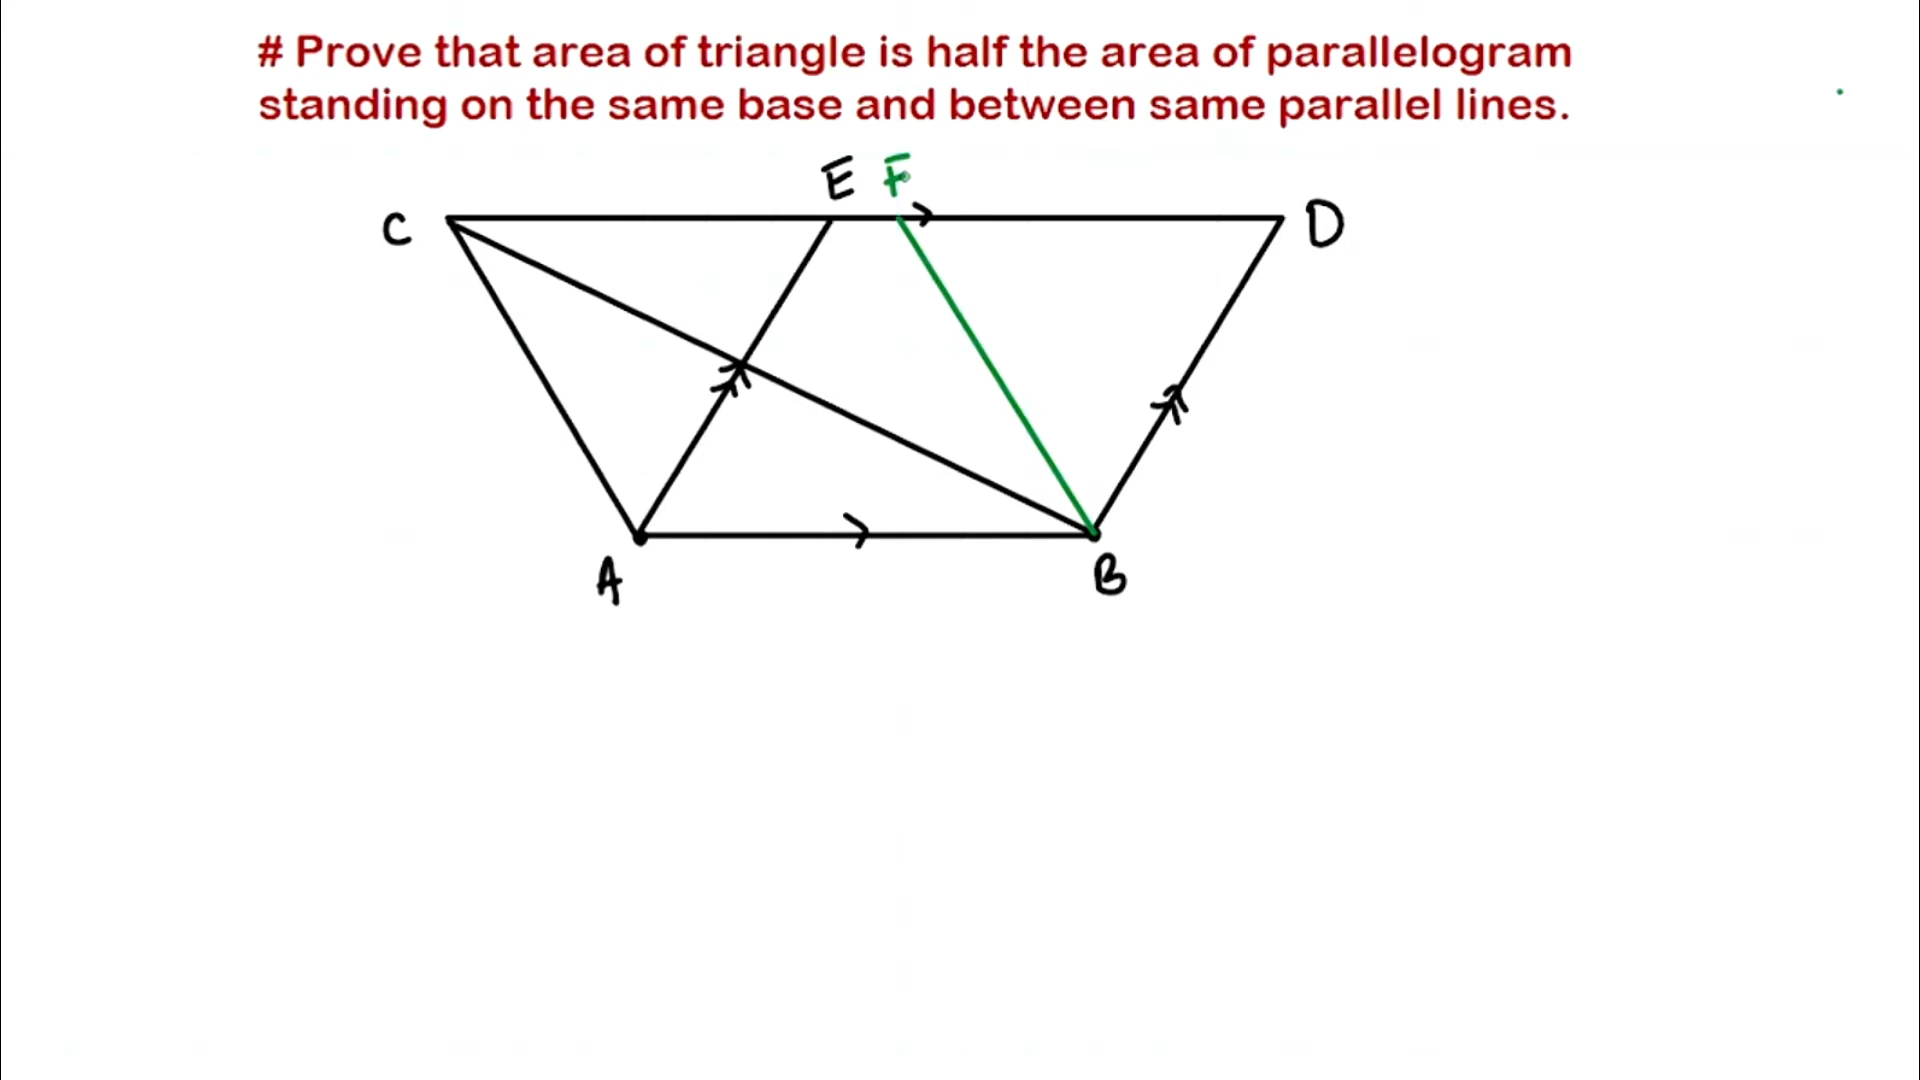 # Prove that area of triangle is half the area of parallelogram
standing on the same base and between same parallel lines.
E F
C
D
A
B